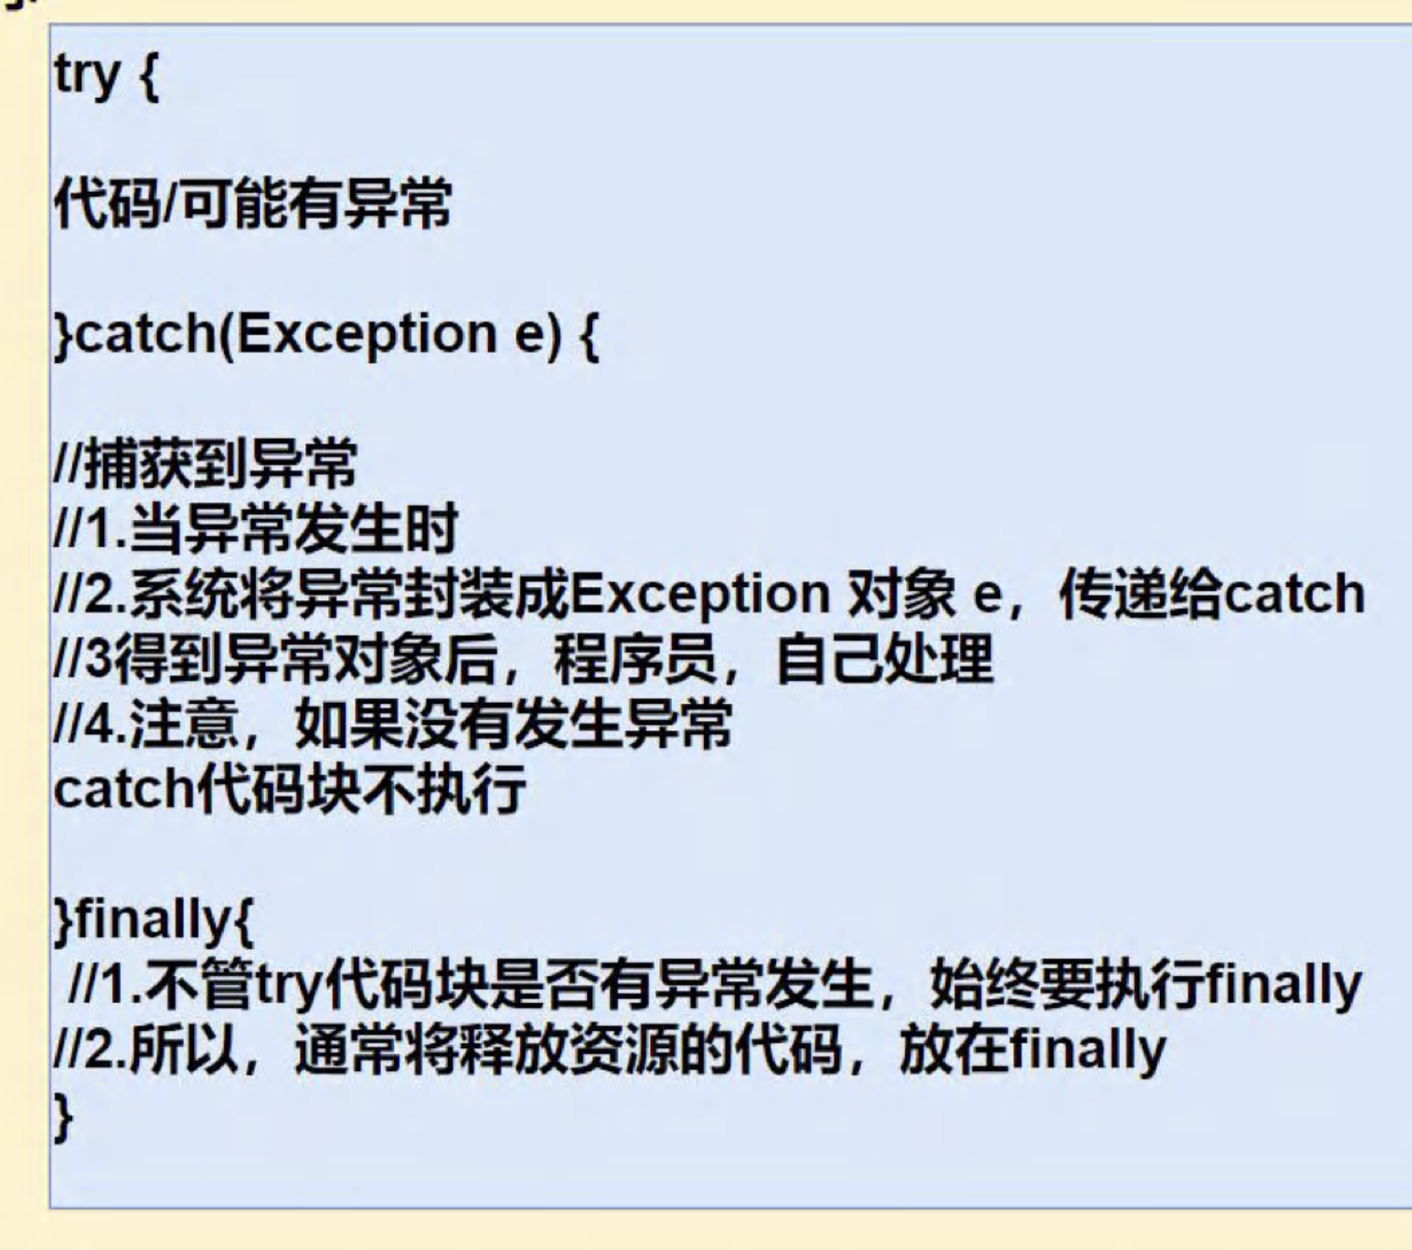 try {
代码/可能有异常
}catch(Exception e) {
//捕获到异常
//1.当异常发生时
//2.系统将异常封装成Exception 对象 e，传递给catch
//3得到异常对象后，程序员，自己处理
//4.注意，如果没有发生异常
catch代码块不执行
}finally{
//1.不管try代码块是否有异常发生，始终要执行finally
//2.所以，通常将释放资源的代码，放在finally
}